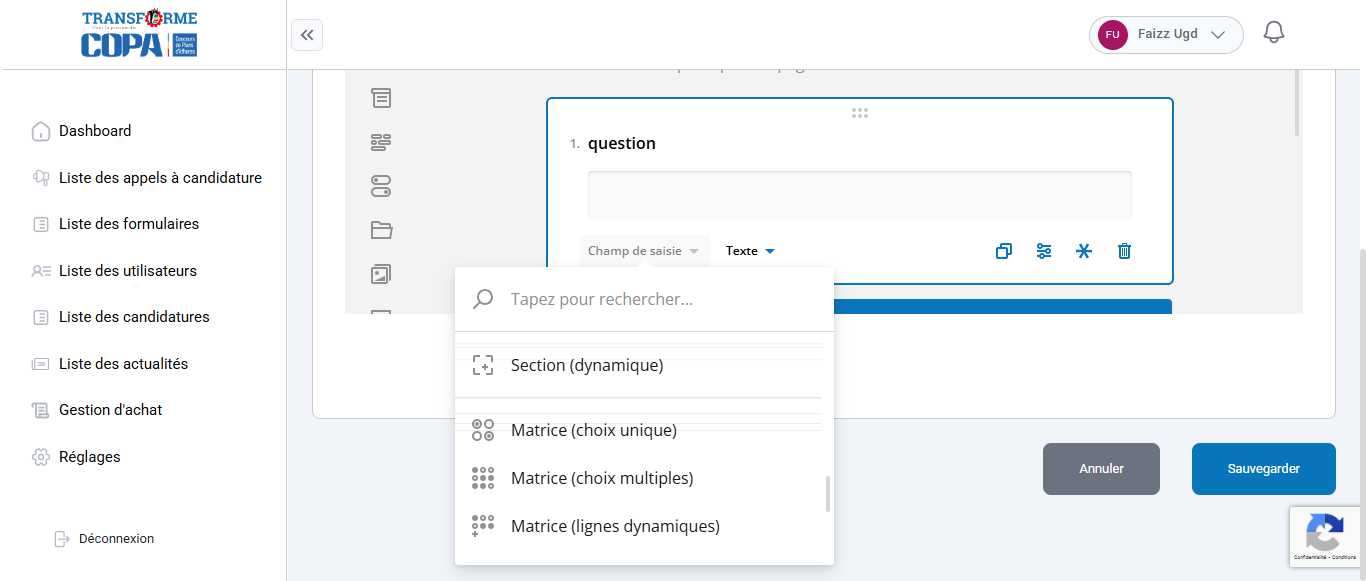 TRANSFORME
COPA
Concours
de Plans
d'Affaires
FU
Faizz Ugd
Dashboard
Liste des appels à candidature
Liste des formulaires
Liste des utilisateurs
Liste des candidatures
Liste des actualités
Gestion d'achat
Réglages
Déconnexion
1. question
Champ de saisie
Texte
Tapez pour rechercher...
Section (dynamique)
Matrice (choix unique)
Matrice (choix multiples)
Matrice (lignes dynamiques)
Annuler
Sauvegarder
Confidentialité - Conditions